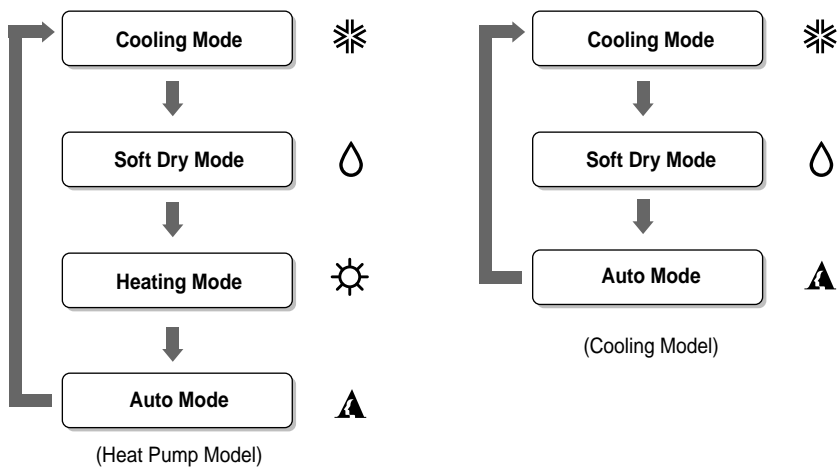 Cooling Mode
Soft Dry Mode
Heating Mode
Auto Mode
(Heat Pump Model)
Cooling Mode
Soft Dry Mode
Auto Mode
(Cooling Model)